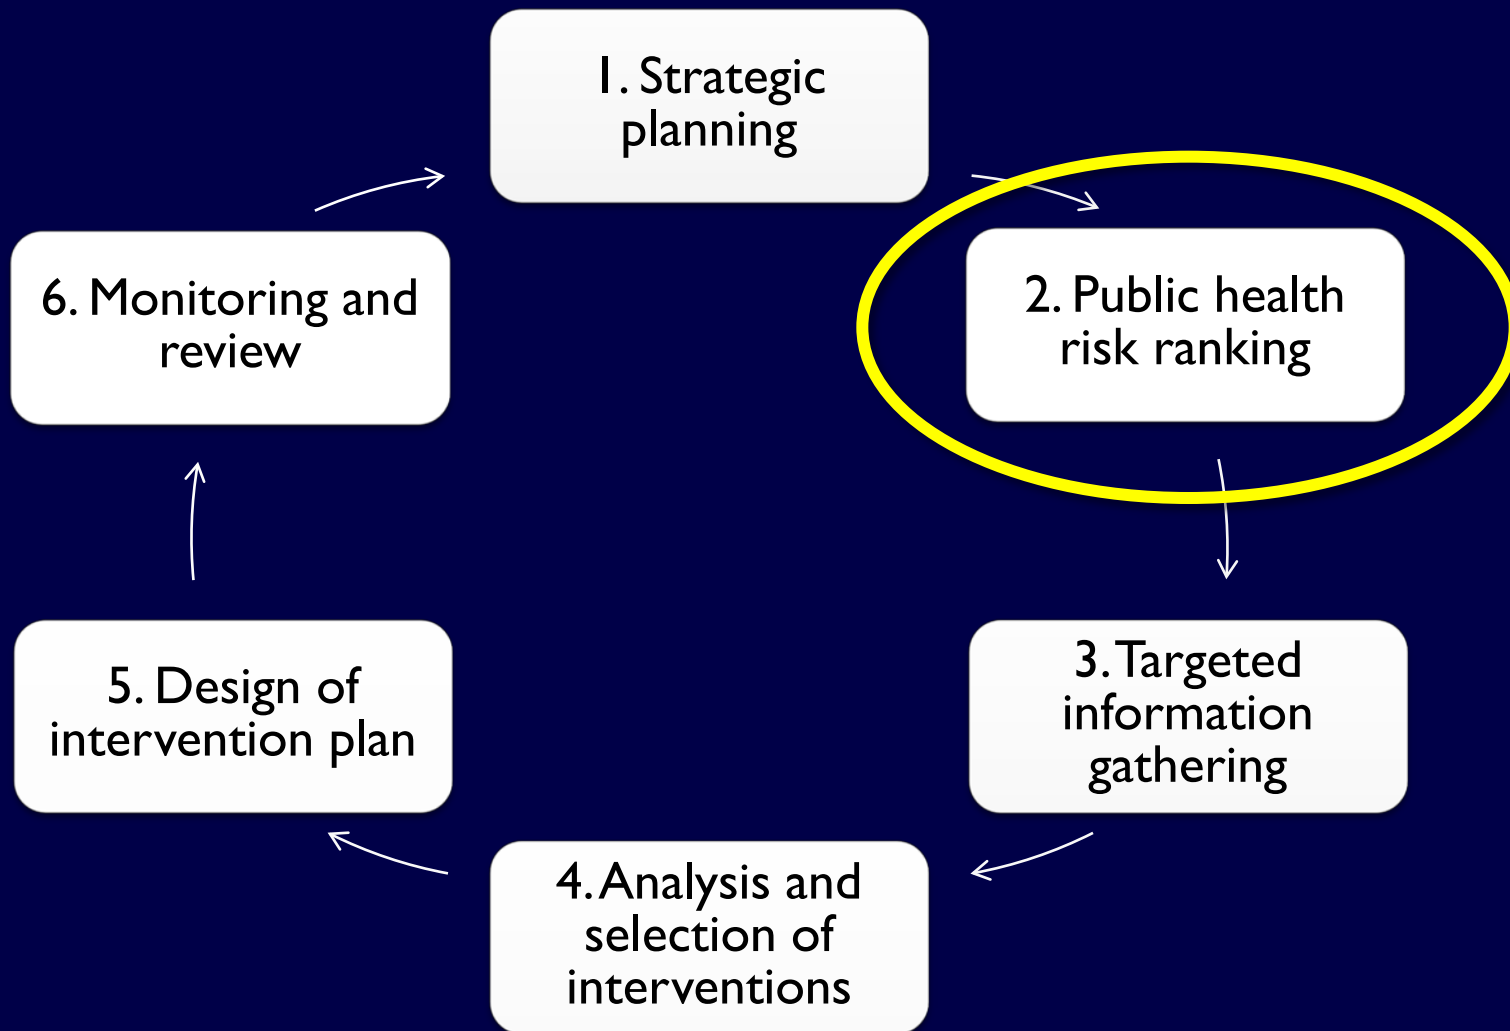 1. Strategic
planning
2. Public health
risk ranking
3. Targeted
information
gathering
4. Analysis and
selection of
interventions
5. Design of
intervention plan
6. Monitoring and
review